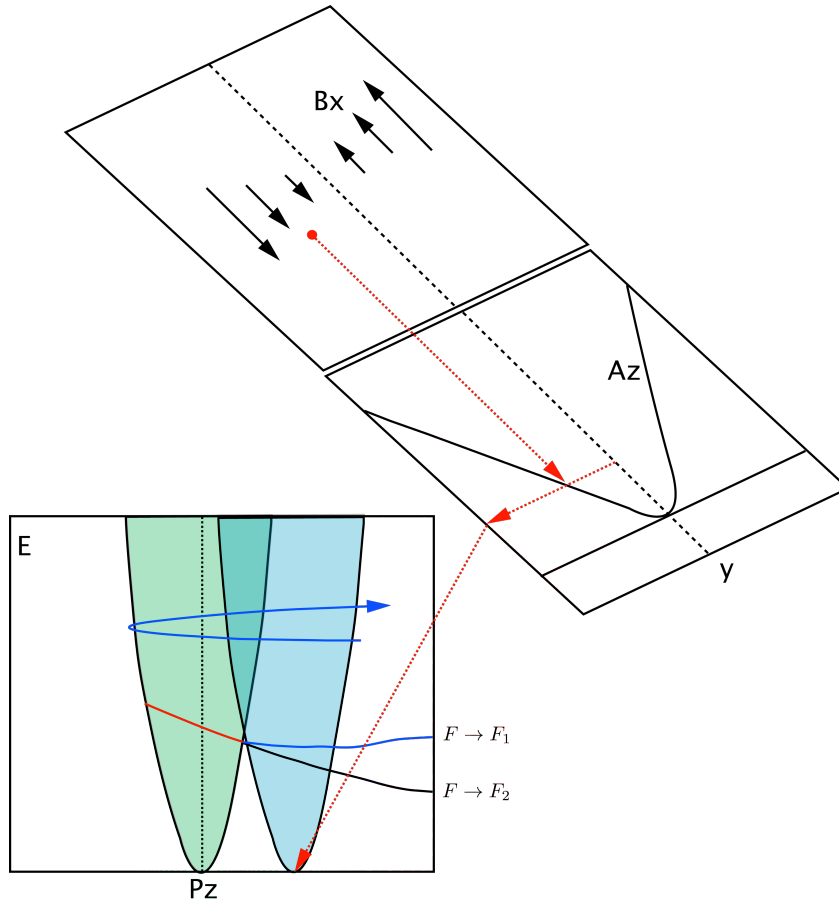 Bx
Az
y
E
F → F₁
F → F₂
Pz